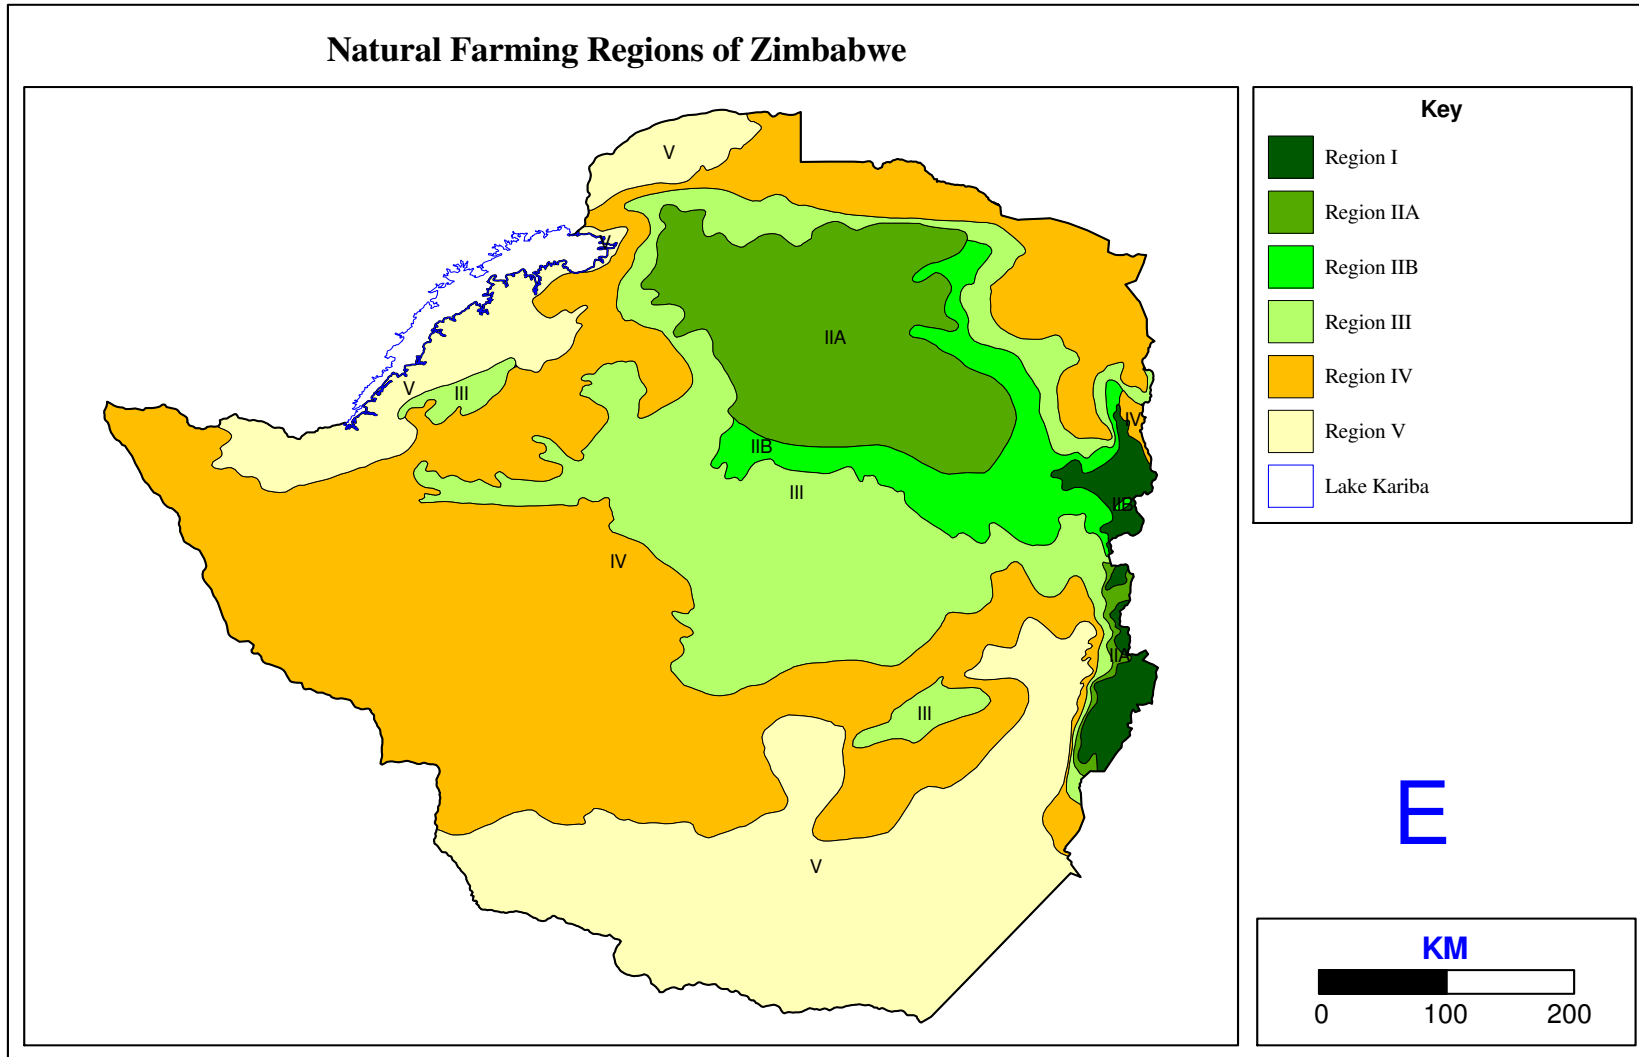 Natural Farming Regions of Zimbabwe
Key
Region I
Region IIA
Region IIB
Region III
Region IV
Region V
Lake Kariba
V
V
IIA
V
III
IV
IIB
III
IIB
IV
IIA
III
V
E
KM
0 100 200